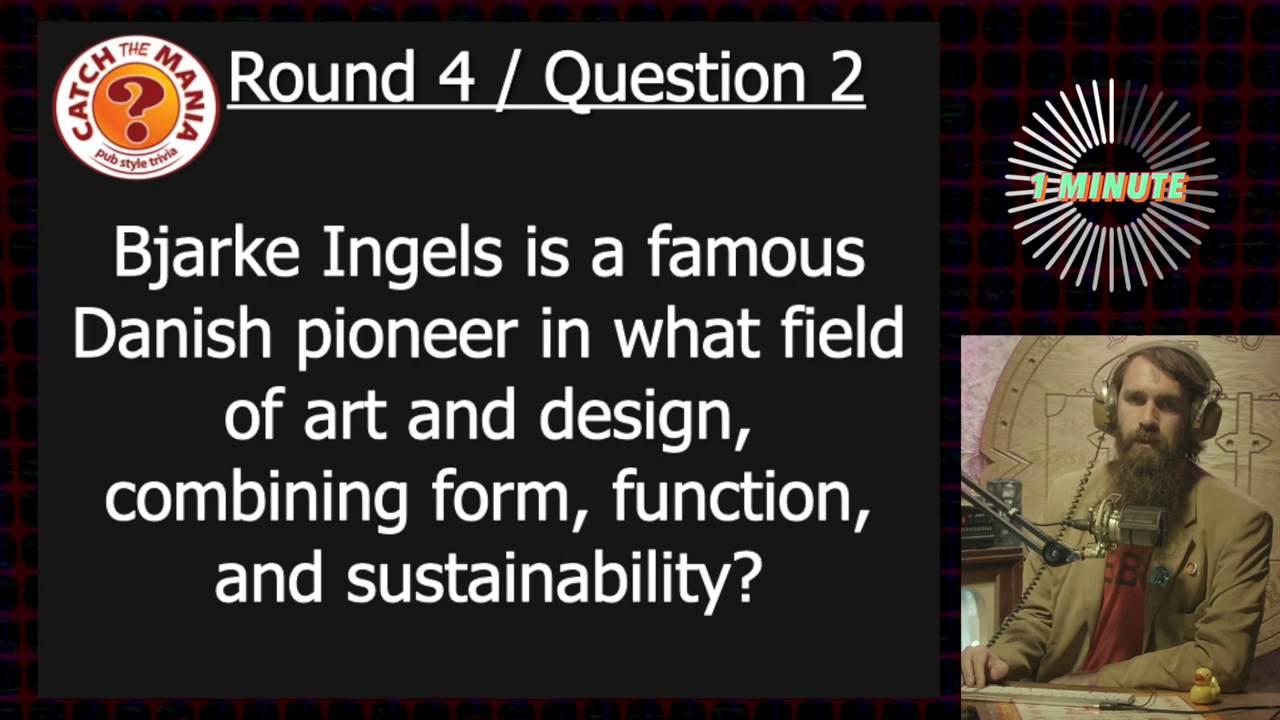 CATCH THE MANIA
?
pub style trivia
Round 4 / Question 2
1 MINUTE
Bjarke Ingels is a famous
Danish pioneer in what field
of art and design,
combining form, function,
and sustainability?